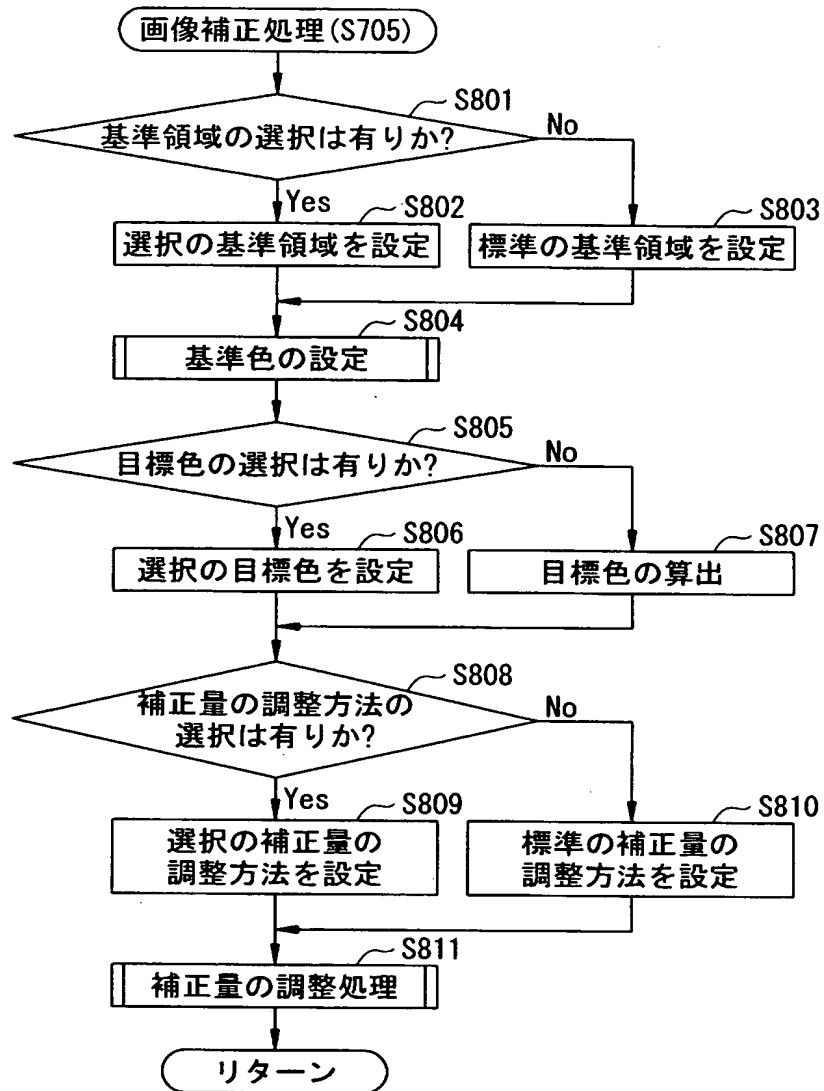 画像補正処理(S705)
S801
基準領域の選択は有りか?
No
Yes
S802
S803
選択の基準領域を設定
標準の基準領域を設定
S804
基準色の設定
S805
目標色の選択は有りか?
No
Yes
S806
S807
選択の目標色を設定
目標色の算出
S808
補正量の調整方法の
選択は有りか?
No
Yes
S809
S810
選択の補正量の
調整方法を設定
標準の補正量の
調整方法を設定
S811
補正量の調整処理
リターン